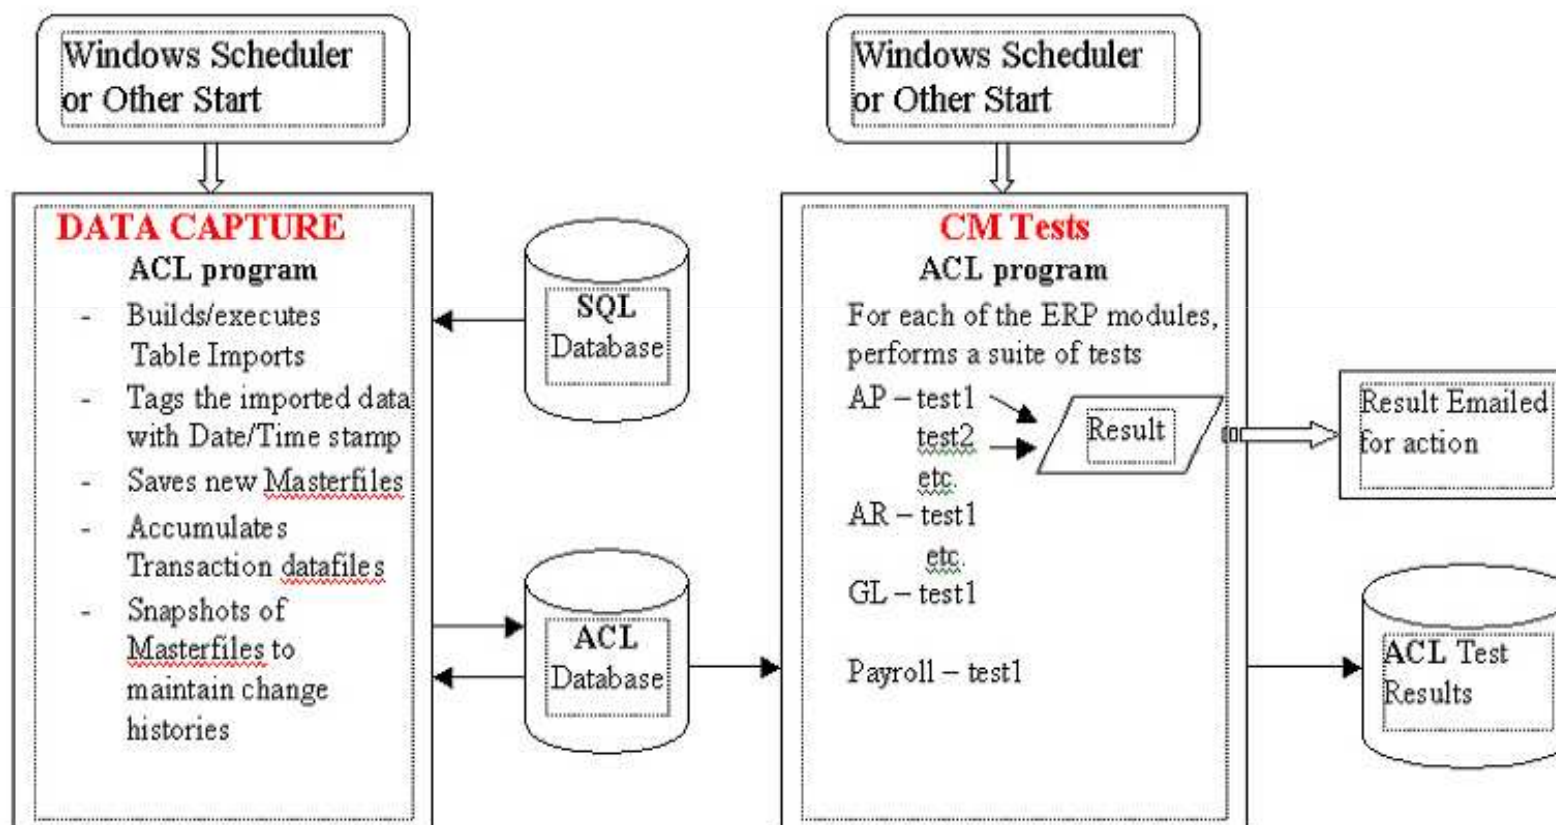 Windows Scheduler
or Other Start
DATA CAPTURE
ACL program
- Builds/executes
Table Imports
- Tags the imported data
with Date/Time stamp
- Saves new Masterfiles
- Accumulates
Transaction datafiles
- Snapshots of
Masterfiles to
maintain change
histories
SQL
Database
ACL
Database
Windows Scheduler
or Other Start
CM Tests
ACL program
For each of the ERP modules,
performs a suite of tests
AP – test1
test2
etc.
AR – test1
etc.
GL – test1
Payroll – test1
Result
Result Emailed
for action
ACL Test
Results